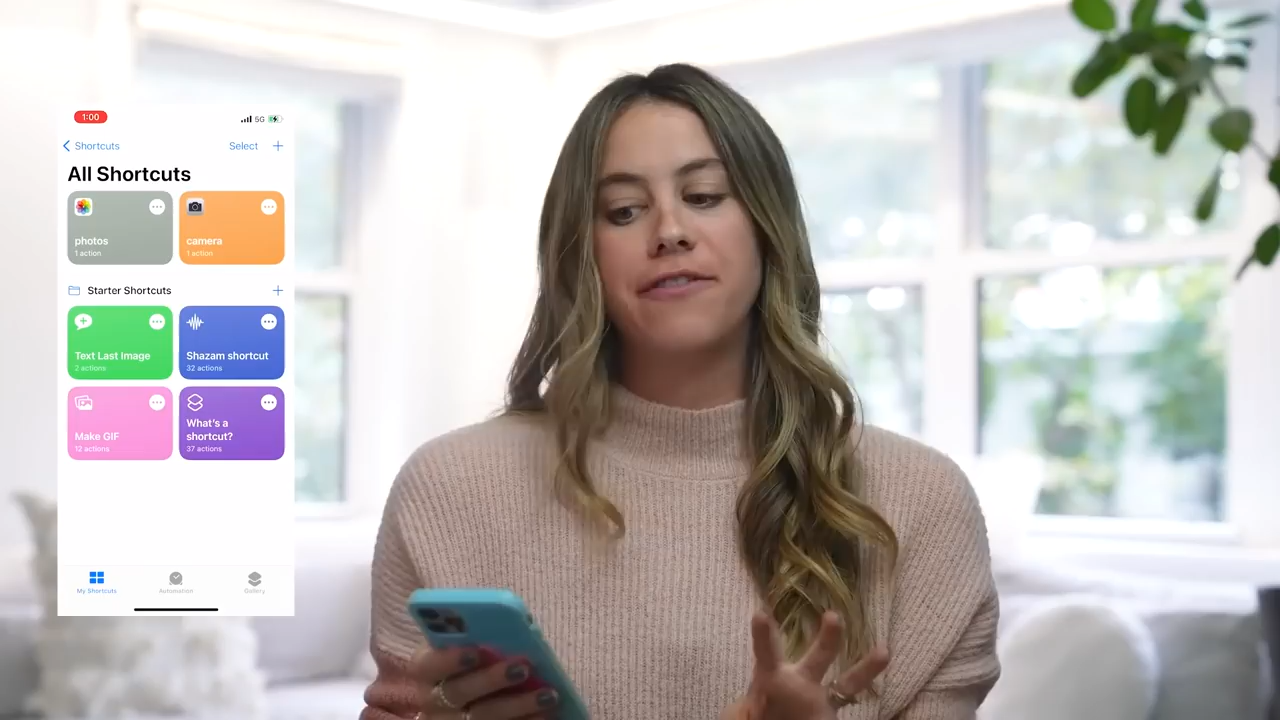 1:00
5G
Shortcuts
Select
All Shortcuts
photos
1 action
camera
1 action
Starter Shortcuts
Text Last Image
2 actions
Shazam shortcut
32 actions
Make GIF
12 actions
What's a
shortcut?
37 actions
My Shortcuts
Automation
Gallery